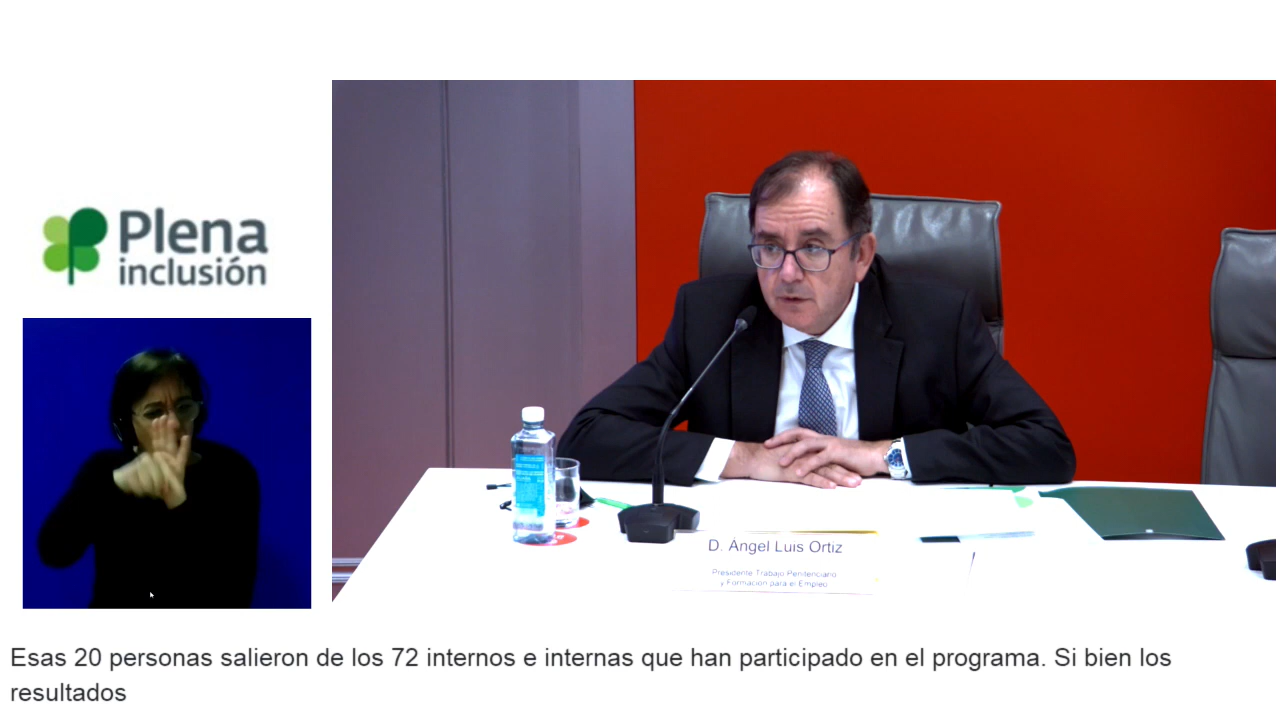 Plena
inclusión
D. Ángel Luis Ortiz
Presidente Trabajo Penitenciario
y Formación para el Empleo
Esas 20 personas salieron de los 72 internos e internas que han participado en el programa. Si bien los
resultados